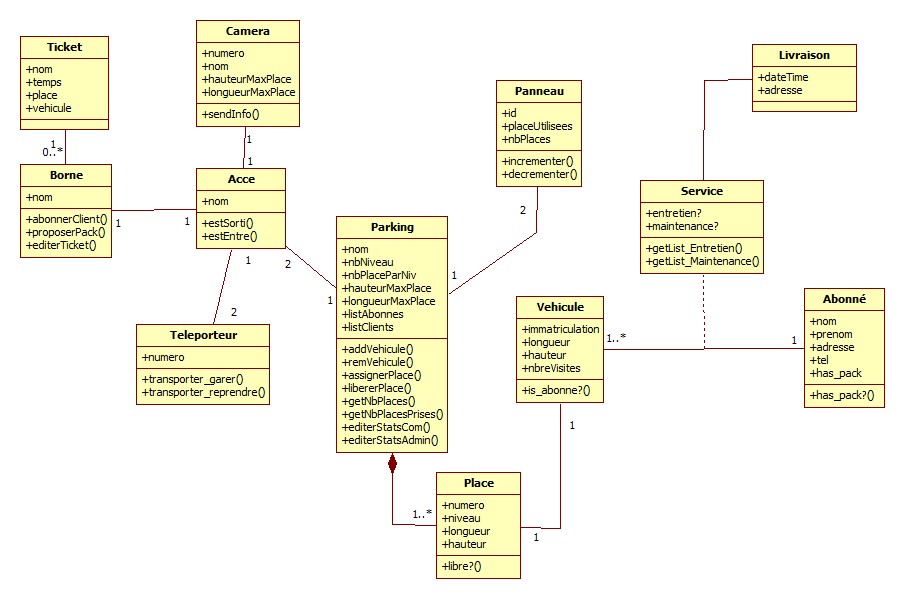 Ticket
+nom
+temps
+place
+vehicule
1
0..*
Borne
+nom
+abonnerClient()
+proposerPack()
+editerTicket()
1
1
Camera
+numero
+nom
+hauteurMaxPlace
+longueurMaxPlace
+sendInfo()
1
1
Acce
+nom
+estSorti()
+estEntre()
1
2
2
1
Teleporteur
+numero
+transporter_garer()
+transporter_reprendre()
Parking
+nom
+nbNiveau
+nbPlaceParNiv
+hauteurMaxPlace
+longueurMaxPlace
+listAbonnes
+listClients
+addVehicule()
+remVehicule()
+assignerPlace()
+libererPlace()
+getNbPlaces()
+getNbPlacesPrises()
+editerStatsCom()
+editerStatsAdmin()
1..*
Panneau
+id
+placeUtilisees
+nbPlaces
+incrementer()
+decrementer()
2
1
Place
+numero
+niveau
+longueur
+hauteur
+libre?()
1
1
Vehicule
+immatriculation
+longueur
+hauteur
+nbreVisites
+is_abonne?()
1..*
1
Livraison
+dateTime
+adresse
Service
+entretien?
+maintenance?
+getList_Entretien()
+getList_Maintenance()
Abonné
+nom
+prenom
+adresse
+tel
+has_pack
+has_pack?()